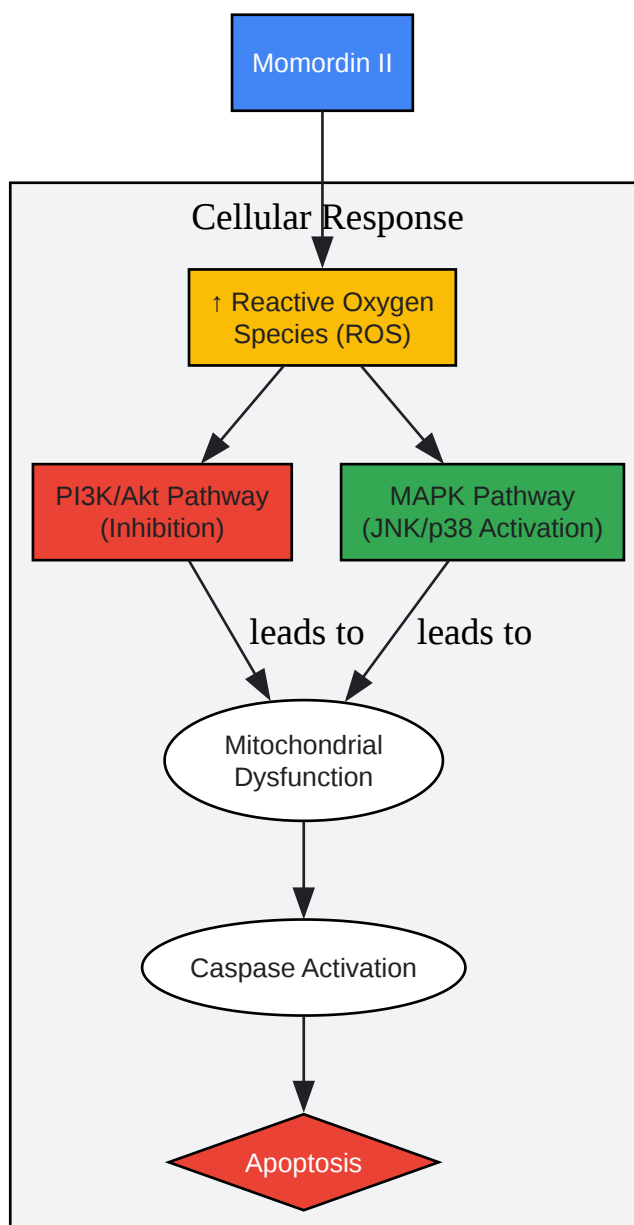 Momordin II
Cellular Response
↑ Reactive Oxygen
Species (ROS)
PI3K/Akt Pathway
(Inhibition)
MAPK Pathway
(JNK/p38 Activation)
leads to
leads to
Mitochondrial
Dysfunction
Caspase Activation
Apoptosis